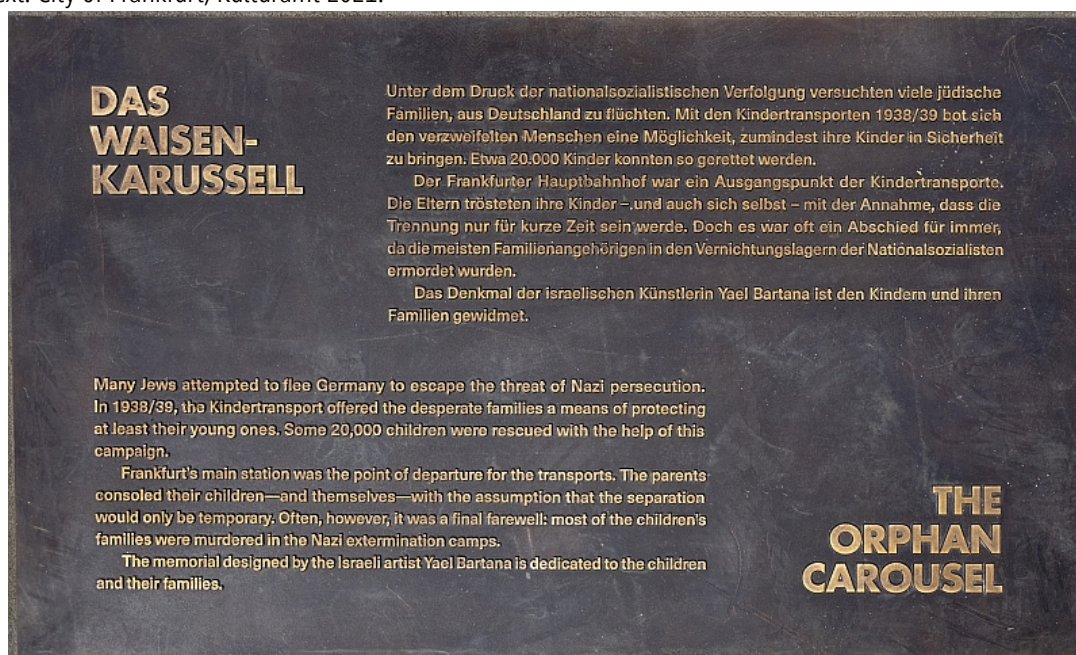 City of Frankfurt, Kulturamt 2021.
DAS
WAISEN-
KARUSSELL
Unter dem Druck der nationalsozialistischen Verfolgung versuchten viele jüdische
Familien, aus Deutschland zu flüchten. Mit den Kindertransporten 1938/39 bot sich
den verzweifelten Menschen eine Möglichkeit, zumindest ihre Kinder in Sicherheit
zu bringen. Etwa 20.000 Kinder konnten so gerettet werden.
Der Frankfurter Hauptbahnhof war ein Ausgangspunkt der Kindertransporte.
Die Eltern trösteten ihre Kinder – und auch sich selbst – mit der Annahme, dass die
Trennung nur für kurze Zeit sein werde. Doch es war oft ein Abschied für immer,
da die meisten Familienangehörigen in den Vernichtungslagern der Nationalsozialisten
ermordet wurden.
Das Denkmal der israelischen Künstlerin Yael Bartana ist den Kindern und ihren
Familien gewidmet.
Many Jews attempted to flee Germany to escape the threat of Nazi persecution.
In 1938/39, the Kindertransport offered the desperate families a means of protecting
at least their young ones. Some 20,000 children were rescued with the help of this
campaign.
Frankfurt's main station was the point of departure for the transports. The parents
consoled their children—and themselves—with the assumption that the separation
would only be temporary. Often, however, it was a final farewell: most of the children's
families were murdered in the Nazi extermination camps.
The memorial designed by the Israeli artist Yael Bartana is dedicated to the children
and their families.
THE
ORPHAN
CAROUSEL